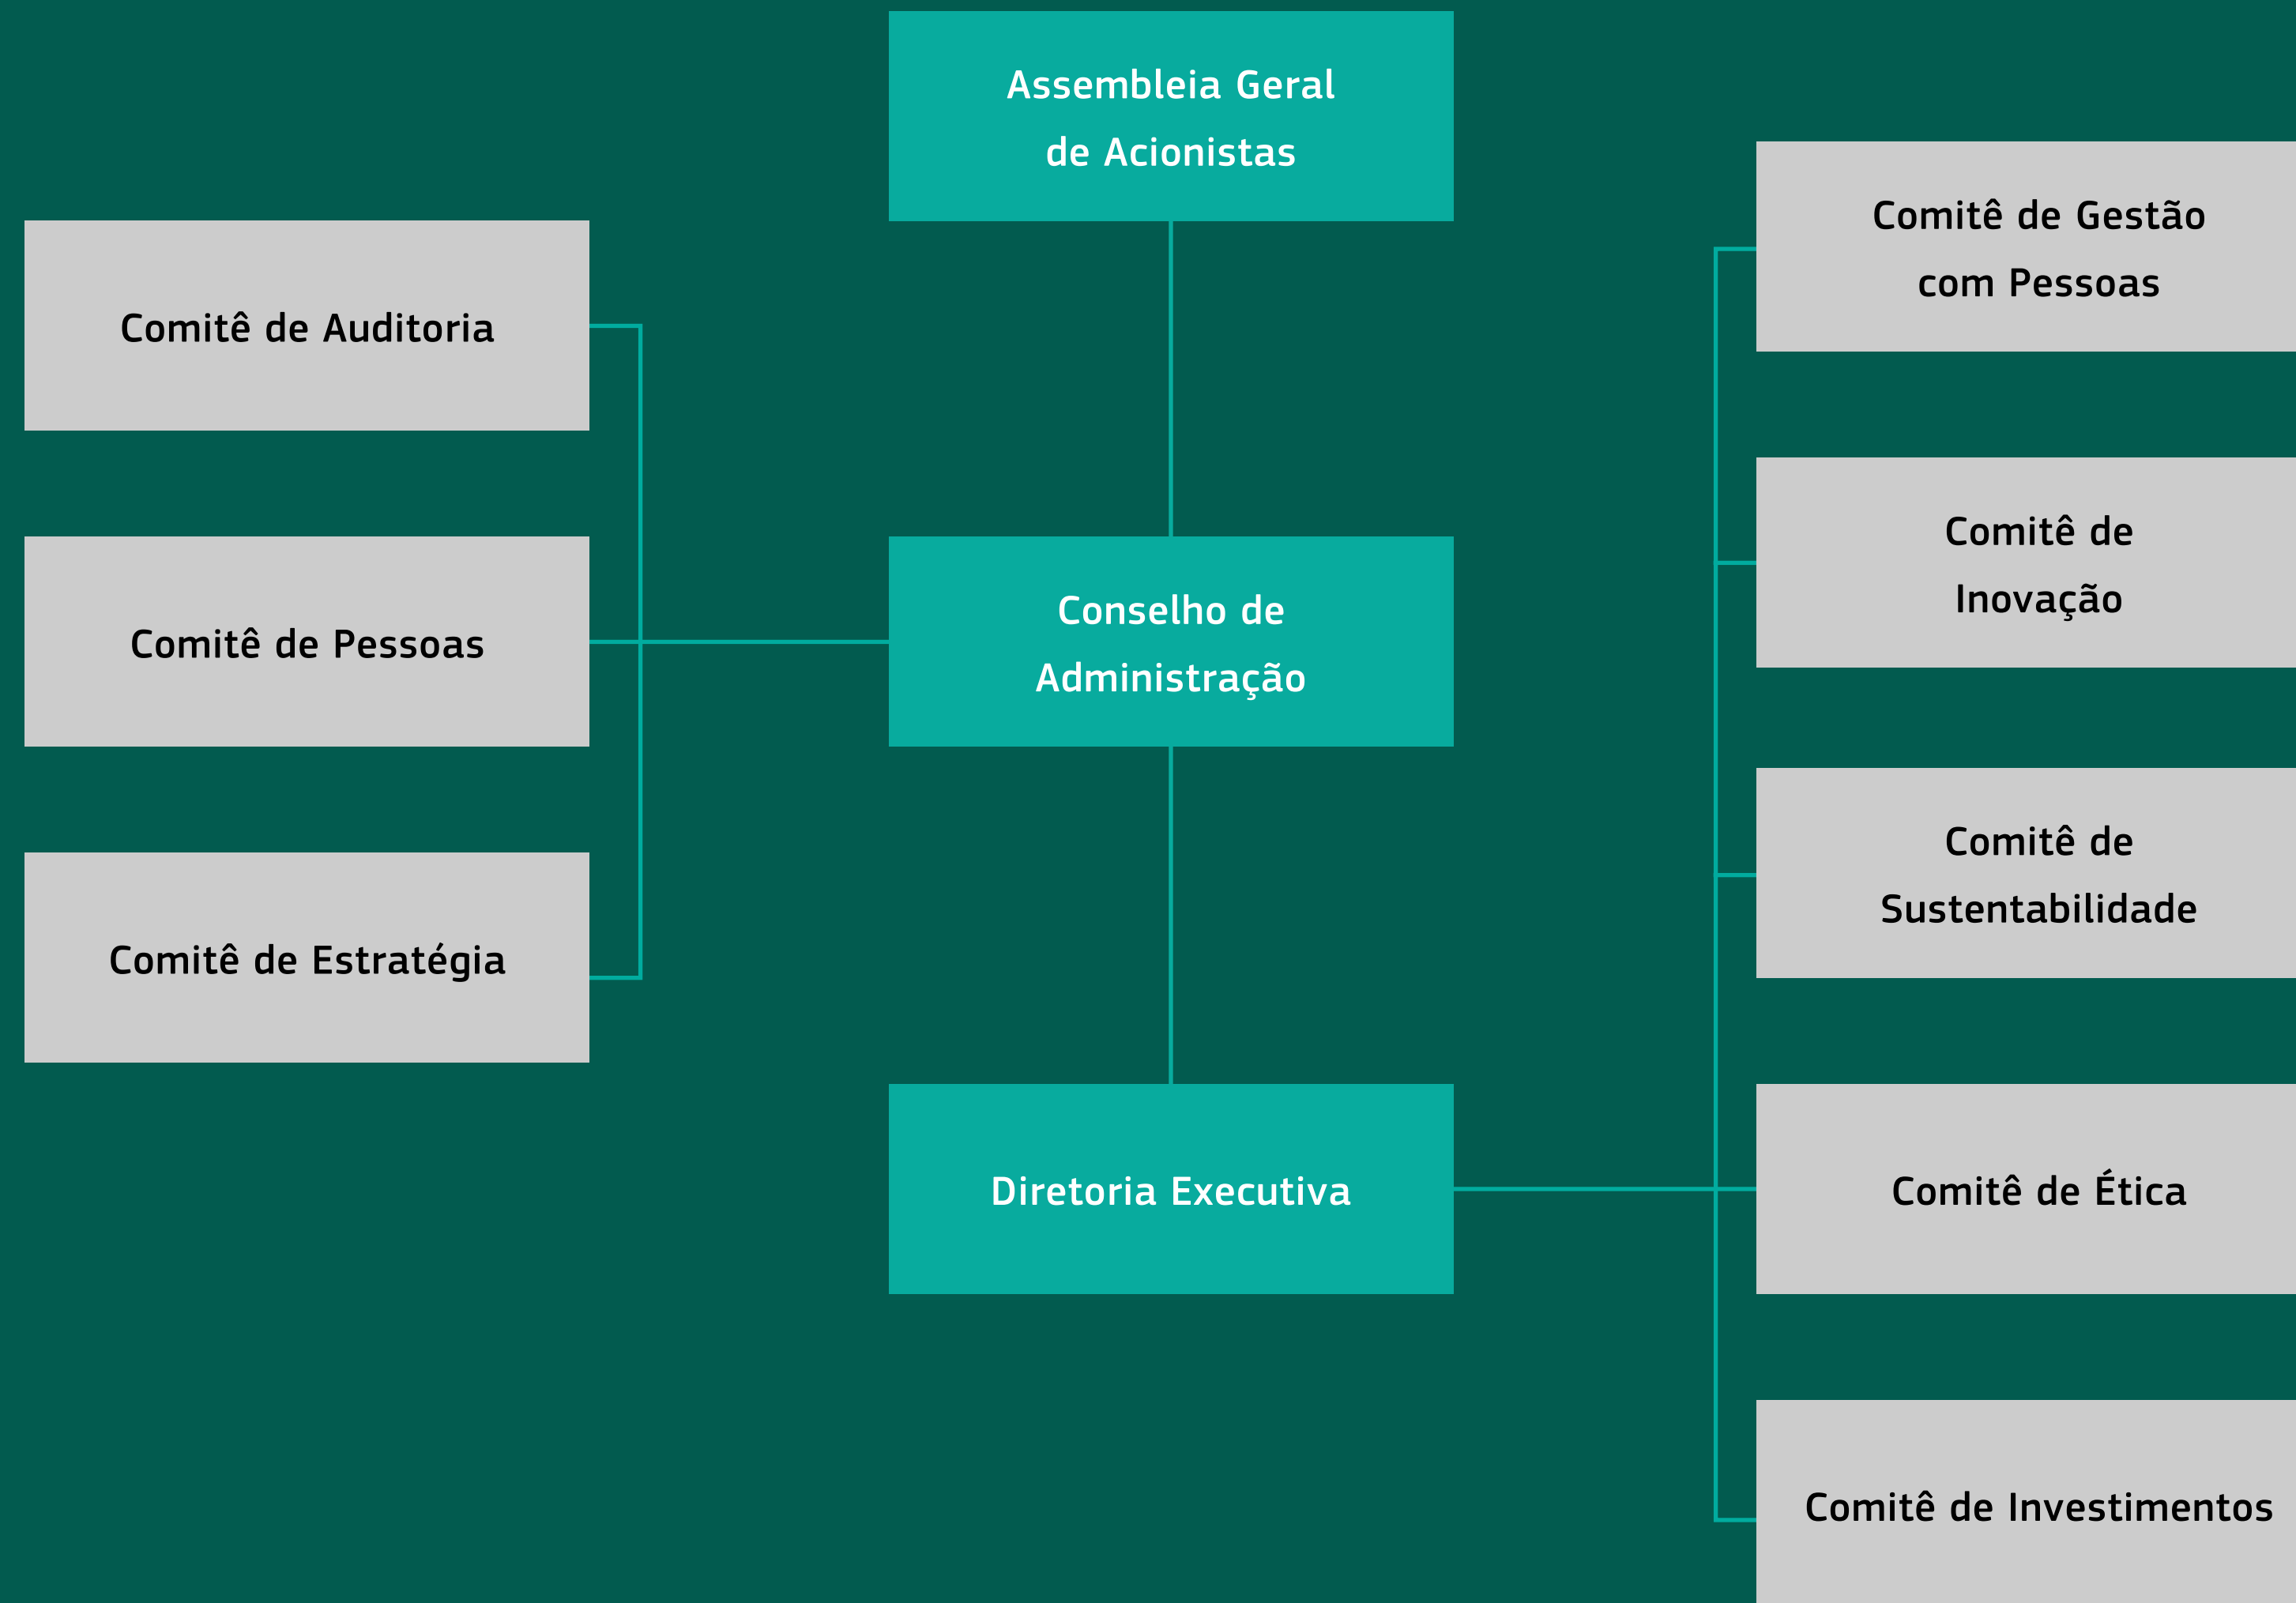 Assembleia Geral
de Acionistas
Comitê de Auditoria
Comitê de Pessoas
Comitê de Estratégia
Conselho de
Administração
Diretoria Executiva
Comitê de Gestão
com Pessoas
Comitê de
Inovação
Comitê de
Sustentabilidade
Comitê de Ética
Comitê de Investimentos